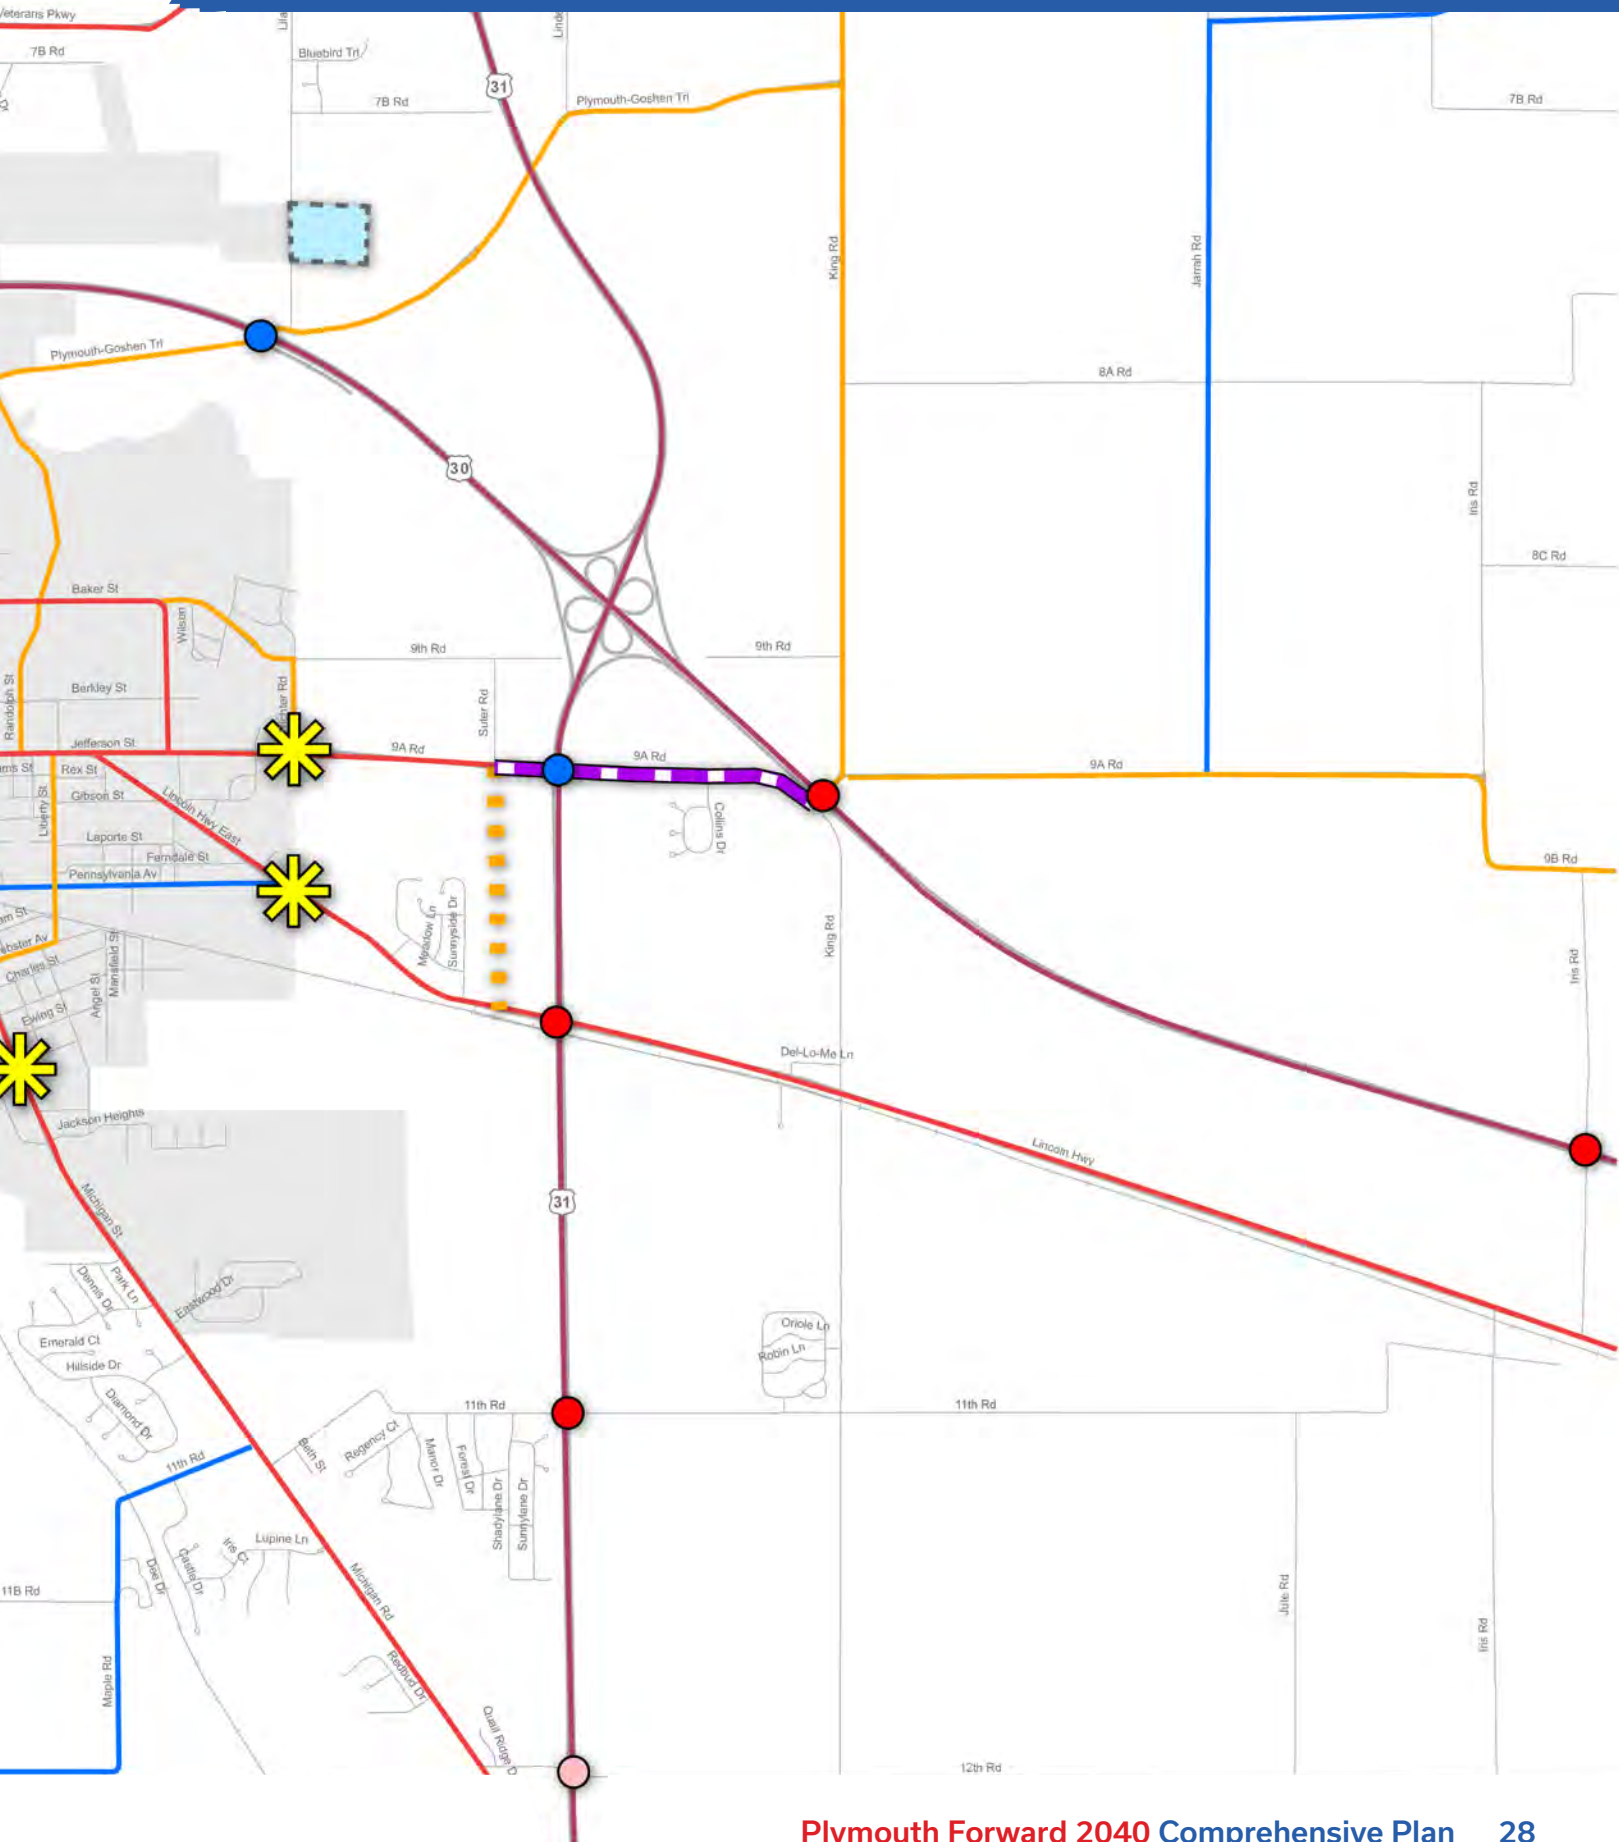 Veterans Pkwy
7B Rd
Bluebird Trl
7B Rd
31
Plymouth-Goshen Trl
7B Rd
King Rd
Jarrah Rd
Plymouth-Goshen Trl
8A Rd
30
Iris Rd
8C Rd
Baker St
Wilson
9th Rd
9th Rd
Randolph St
Berkley St
Suter Rd
Jefferson St
9A Rd
9A Rd
9A Rd
Rex St
Gibson St
Liberty St
Lincoln Hwy East
Collins Dr
Laporte St
Ferndale St
Pennsylvania Av
9B Rd
Meadow Ln
Sunnyside Dr
King Rd
Iris Rd
Charles St
Mansfield St
Angel St
Ewing St
Del-Lo-Me Ln
Jackson Heights
Lincoln Hwy
Michigan St
31
Dennis Dr
Park Ln
Eastwood Dr
Emerald Ct
Hillside Dr
Diamond Dr
Oriole Ln
Robin Ln
11th Rd
11th Rd
11th Rd
Beth St
Regency Ct
Manor Dr
Forest Dr
Shadylane Dr
Sunnylane Dr
Iris Ct
Lupine Ln
Dee Dr
Castle Dr
11B Rd
Michigan Rd
Jule Rd
Iris Rd
Maple Rd
Redbud Dr
Quail Ridge D
12th Rd
Plymouth Forward 2040 Comprehensive Plan 28